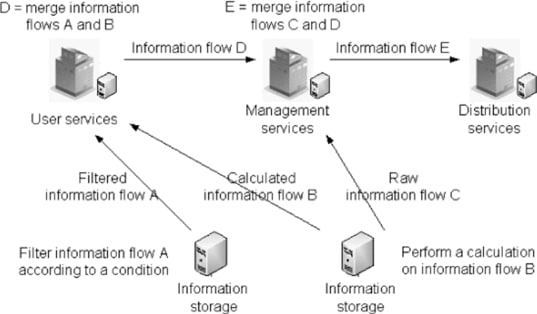 D = merge information
flows A and B
E = merge information
flows C and D
Information flow D
Information flow E
User services
Management
services
Distribution
services
Filtered
information flow A
Calculated
information flow B
Raw
information flow C
Filter information flow A
according to a condition
Information
storage
Information
storage
Perform a calculation
on information flow B